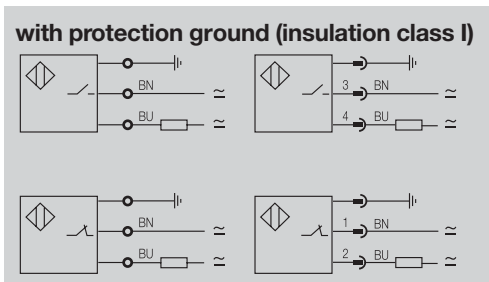 with protection ground (insulation class I)
BN ≃
BU ≃
3 BN ≃
4 BU ≃
BN ≃
BU ≃
1 BN ≃
2 BU ≃